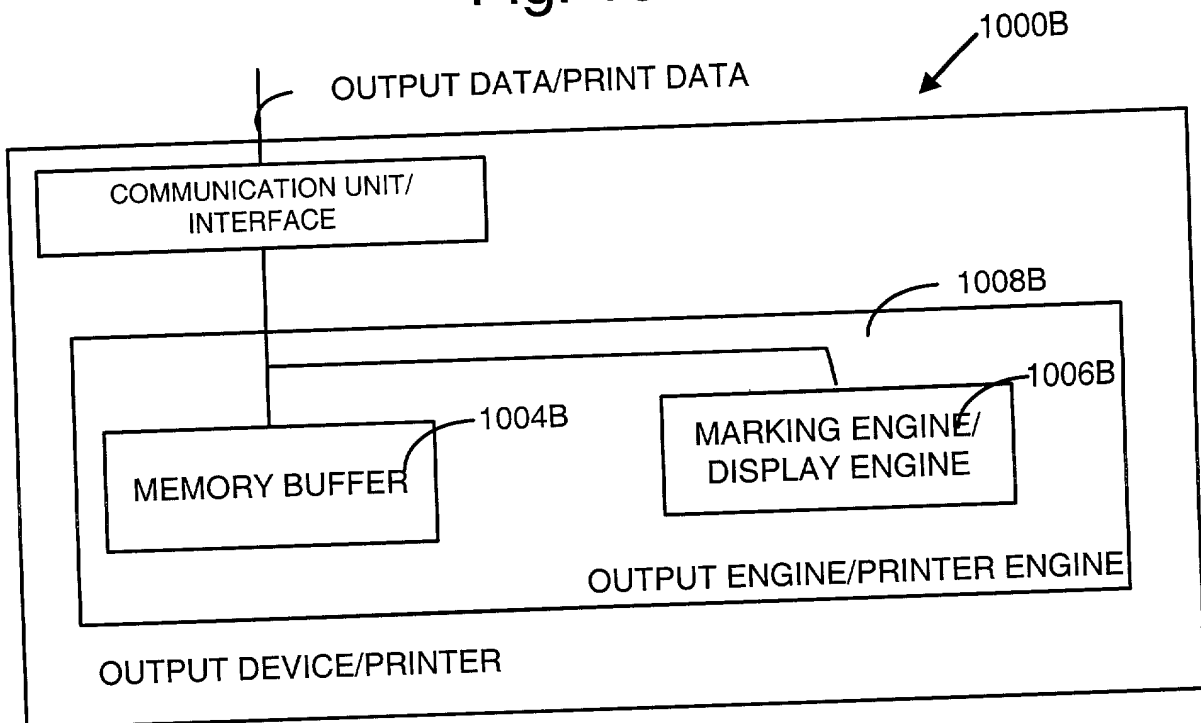 1000B
OUTPUT DATA/PRINT DATA
COMMUNICATION UNIT/
INTERFACE
1008B
1006B
1004B
MARKING ENGINE/
DISPLAY ENGINE
MEMORY BUFFER
OUTPUT ENGINE/PRINTER ENGINE
OUTPUT DEVICE/PRINTER